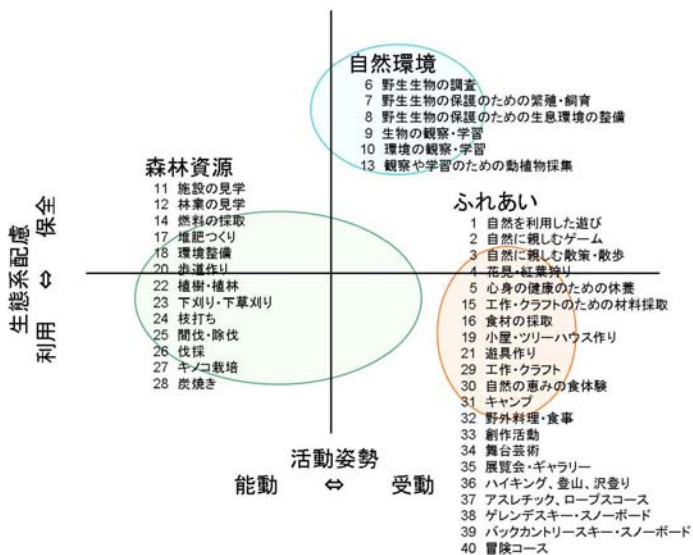 自然環境
6 野生生物の調査
7 野生生物の保護のための繁殖・飼育
8 野生生物の保護のための生息環境の整備
9 生物の観察・学習
10 環境の観察・学習
13 観察や学習のための動植物採集
森林資源
11 施設の見学
12 林業の見学
14 燃料の採取
17 堆肥つくり
18 環境整備
20 歩道作り
22 植樹・植林
23 下刈り・下草刈り
24 枝打ち
25 間伐・除伐
26 伐採
27 キノコ栽培
28 炭焼き
ふれあい
1 自然を利用した遊び
2 自然に親しむゲーム
3 自然に親しむ散策・散歩
4 花見・紅葉狩り
5 心身の健康のための休養
15 工作・クラフトのための材料採取
16 食材の採取
19 小屋・ツリーハウス作り
21 遊具作り
29 工作・クラフト
30 自然の恵みの食体験
31 キャンプ
32 野外料理・食事
33 創作活動
34 舞台芸術
35 展覧会・ギャラリー
36 ハイキング、登山、沢登り
37 アスレチック、ロープスコース
38 ゲレンデスキー・スノーボード
39 バックカントリースキー・スノーボード
40 冒険コース
生態系配慮
利用 ⇔ 保全
活動姿勢
能動 ⇔ 受動